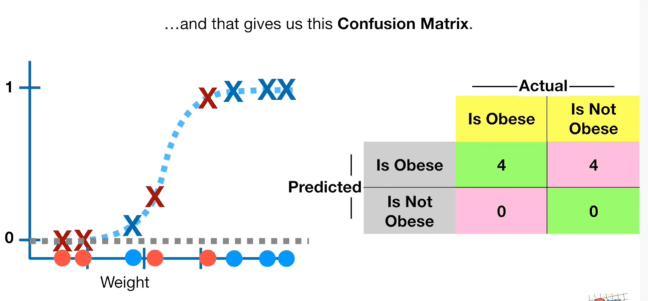 …and that gives us this Confusion Matrix.
1
0
Weight
Actual
Is Obese
Is Not
Obese
Predicted
Is Obese
4
4
Is Not
Obese
0
0